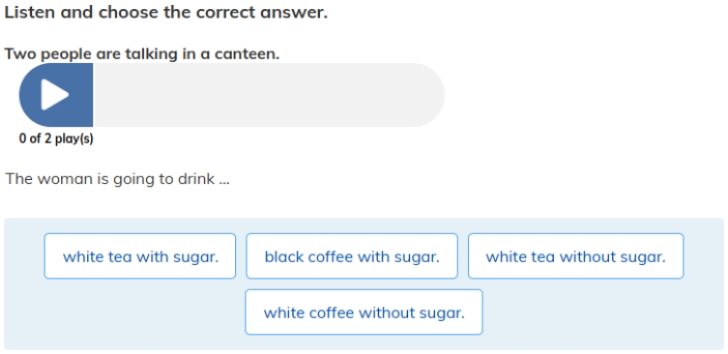 Listen and choose the correct answer.
Two people are talking in a canteen.
0 of 2 play(s)
The woman is going to drink ...
white tea with sugar.
black coffee with sugar.
white tea without sugar.
white coffee without sugar.